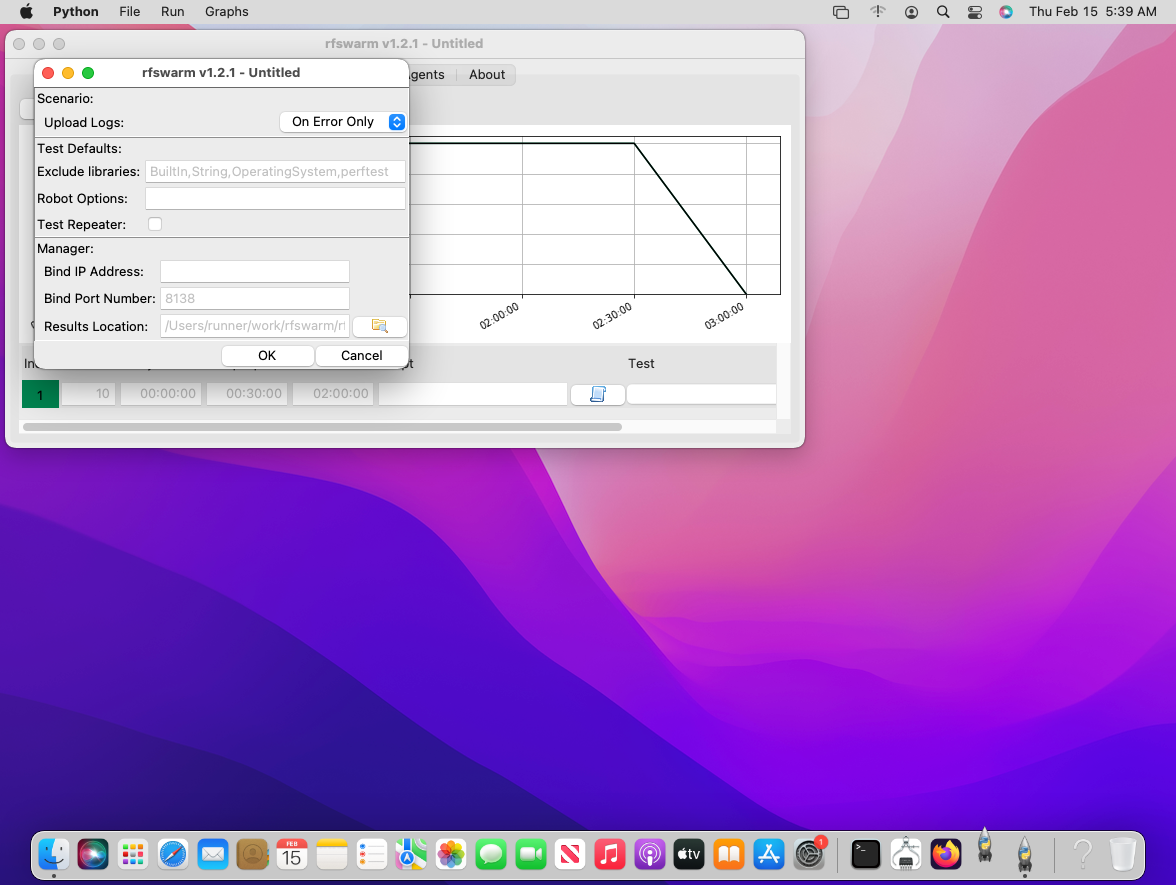 Python File Run Graphs Thu Feb 15 5:39 AM
rfswarm v1.2.1 - Untitled
rfswarm v1.2.1 - Untitled
gents About
Scenario:
Upload Logs: On Error Only
Test Defaults:
Exclude libraries: BuiltIn,String,OperatingSystem,perftest
Robot Options:
Test Repeater:
Manager:
Bind IP Address:
Bind Port Number: 8138
Results Location: /Users/runner/work/rfswarm/rf
OK Cancel
02:00:00 02:30:00 03:00:00
In pt Test
1 10 00:00:00 00:30:00 02:00:00
FEB
15
tv
1